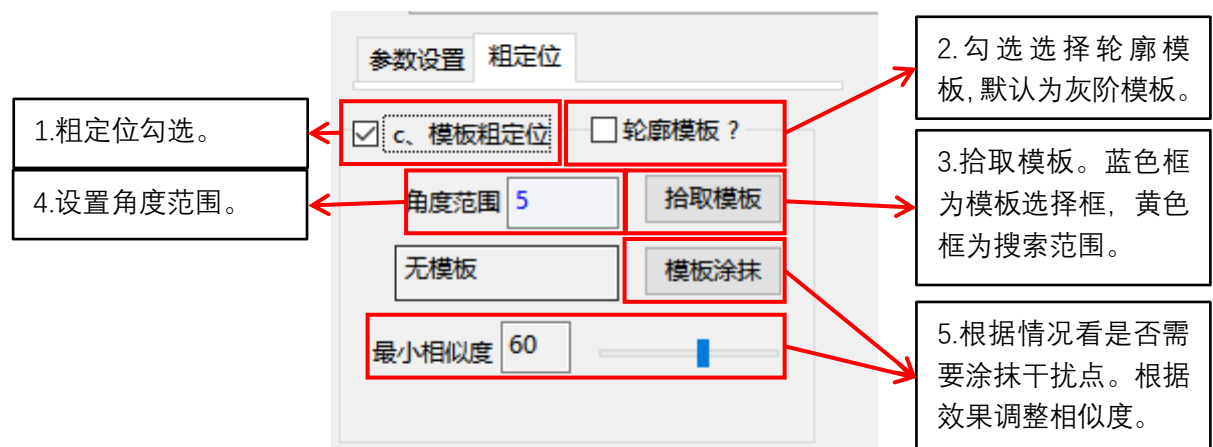 参数设置 粗定位
1.粗定位勾选。
c、模板粗定位 轮廓模板？
2.勾选选择轮廓模
板,默认为灰阶模板。
4.设置角度范围。
角度范围 5 拾取模板
3.拾取模板。蓝色框
为模板选择框，黄色
框为搜索范围。
无模板 模板涂抹
最小相似度 60
5.根据情况看是否需
要涂抹干扰点。根据
效果调整相似度。